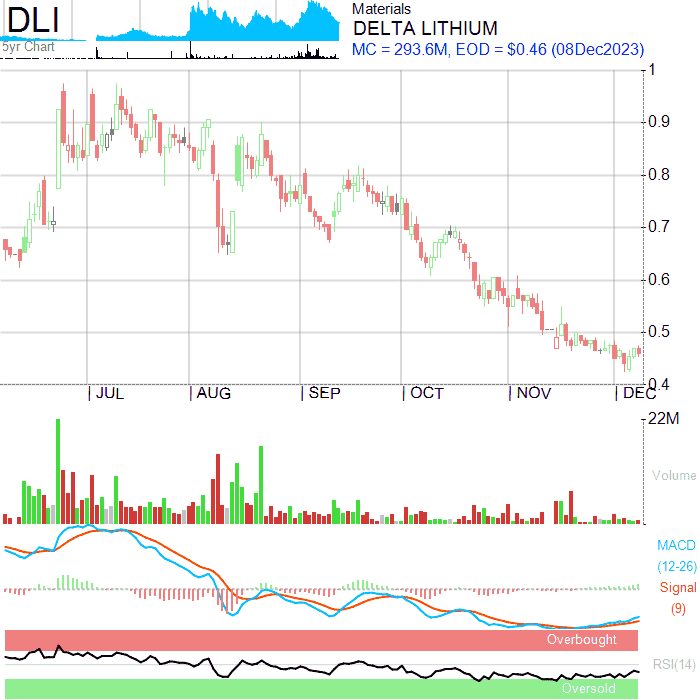 DLI
5yr Chart
Materials
DELTA LITHIUM
MC = 293.6M, EOD = $0.46 (08Dec2023)
1
0.9
0.8
0.7
0.6
0.5
0.4
JUL AUG SEP OCT NOV DEC
22M
Volume
MACD
(12-26)
Signal
(9)
Overbought
RSI(14)
Oversold